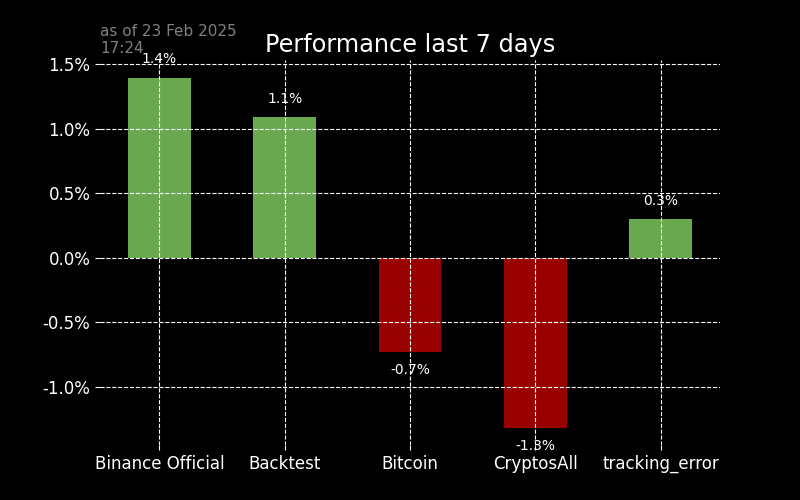 as of 23 Feb 2025
17:24
Performance last 7 days
1.5%
1.0%
0.5%
0.0%
-0.5%
-1.0%
1.4%
1.1%
-0.7%
-1.3%
0.3%
Binance Official
Backtest
Bitcoin
CryptosAll
tracking_error